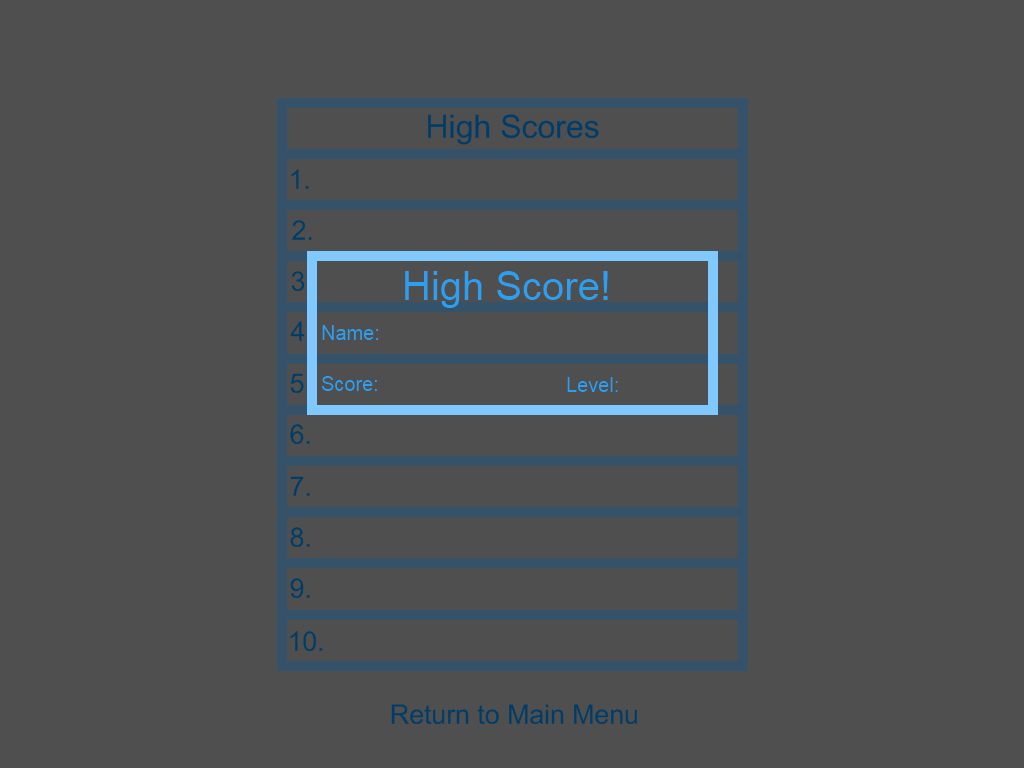 High Scores
1.
2.
3
High Score!
4
Name:
5
Score: Level:
6.
7.
8.
9.
10.
Return to Main Menu